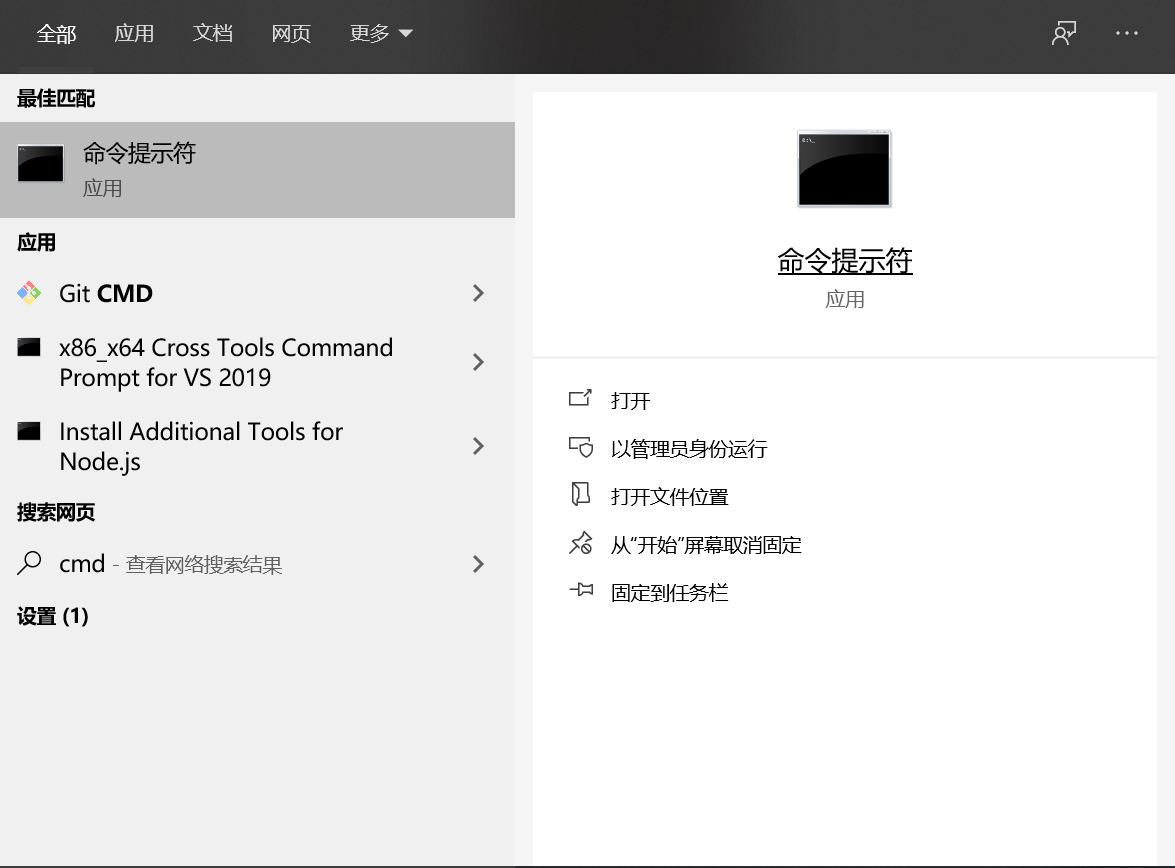 全部 应用 文档 网页 更多
最佳匹配
命令提示符
应用
应用
Git CMD
x86_x64 Cross Tools Command
Prompt for VS 2019
Install Additional Tools for
Node.js
搜索网页
cmd - 查看网络搜索结果
设置 (1)
命令提示符
应用
打开
以管理员身份运行
打开文件位置
从“开始”屏幕取消固定
固定到任务栏